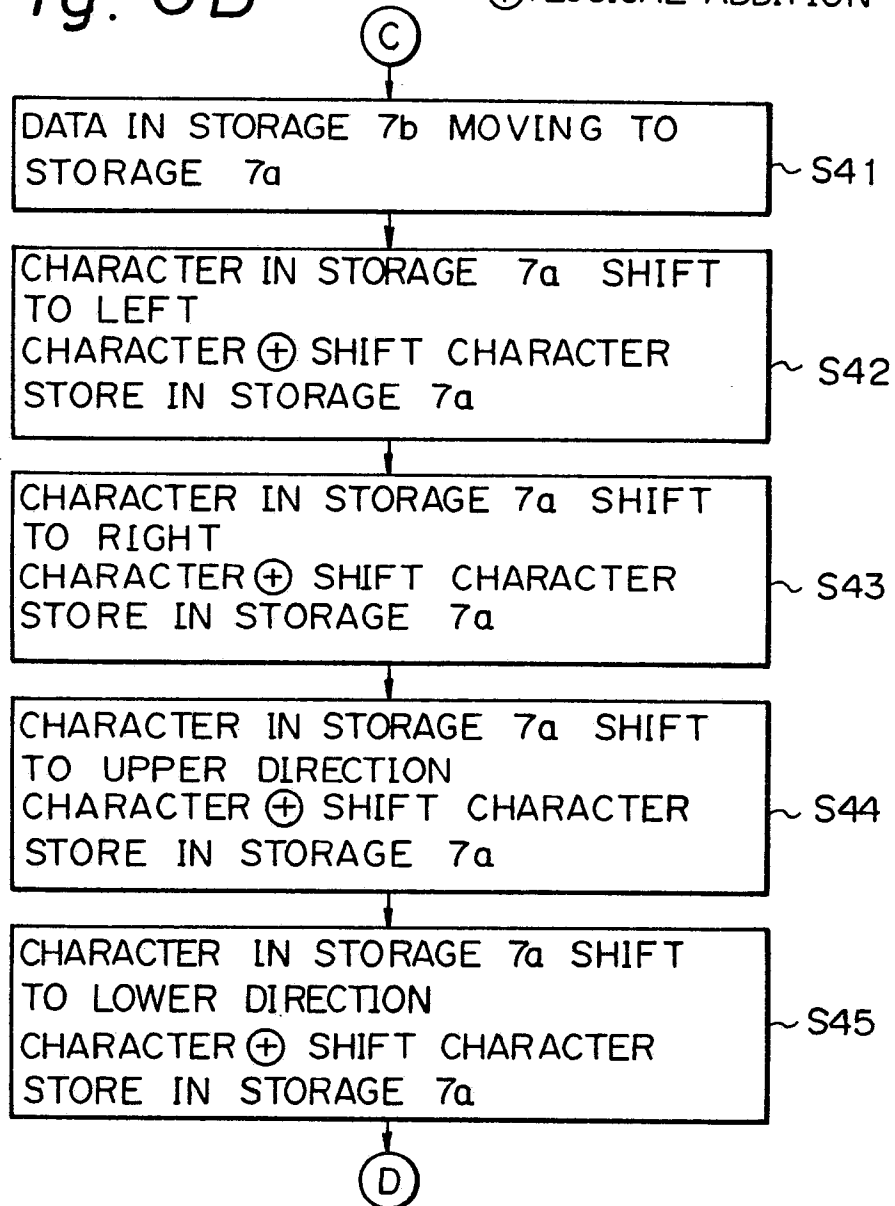 ⊕: LOGICAL ADDITION
C
DATA IN STORAGE 7b MOVING TO
STORAGE 7a
S41
CHARACTER IN STORAGE 7a SHIFT
TO LEFT
CHARACTER ⊕ SHIFT CHARACTER
STORE IN STORAGE 7a
S42
CHARACTER IN STORAGE 7a SHIFT
TO RIGHT
CHARACTER ⊕ SHIFT CHARACTER
STORE IN STORAGE 7a
S43
CHARACTER IN STORAGE 7a SHIFT
TO UPPER DIRECTION
CHARACTER ⊕ SHIFT CHARACTER
STORE IN STORAGE 7a
S44
CHARACTER IN STORAGE 7a SHIFT
TO LOWER DIRECTION
CHARACTER ⊕ SHIFT CHARACTER
STORE IN STORAGE 7a
S45
D